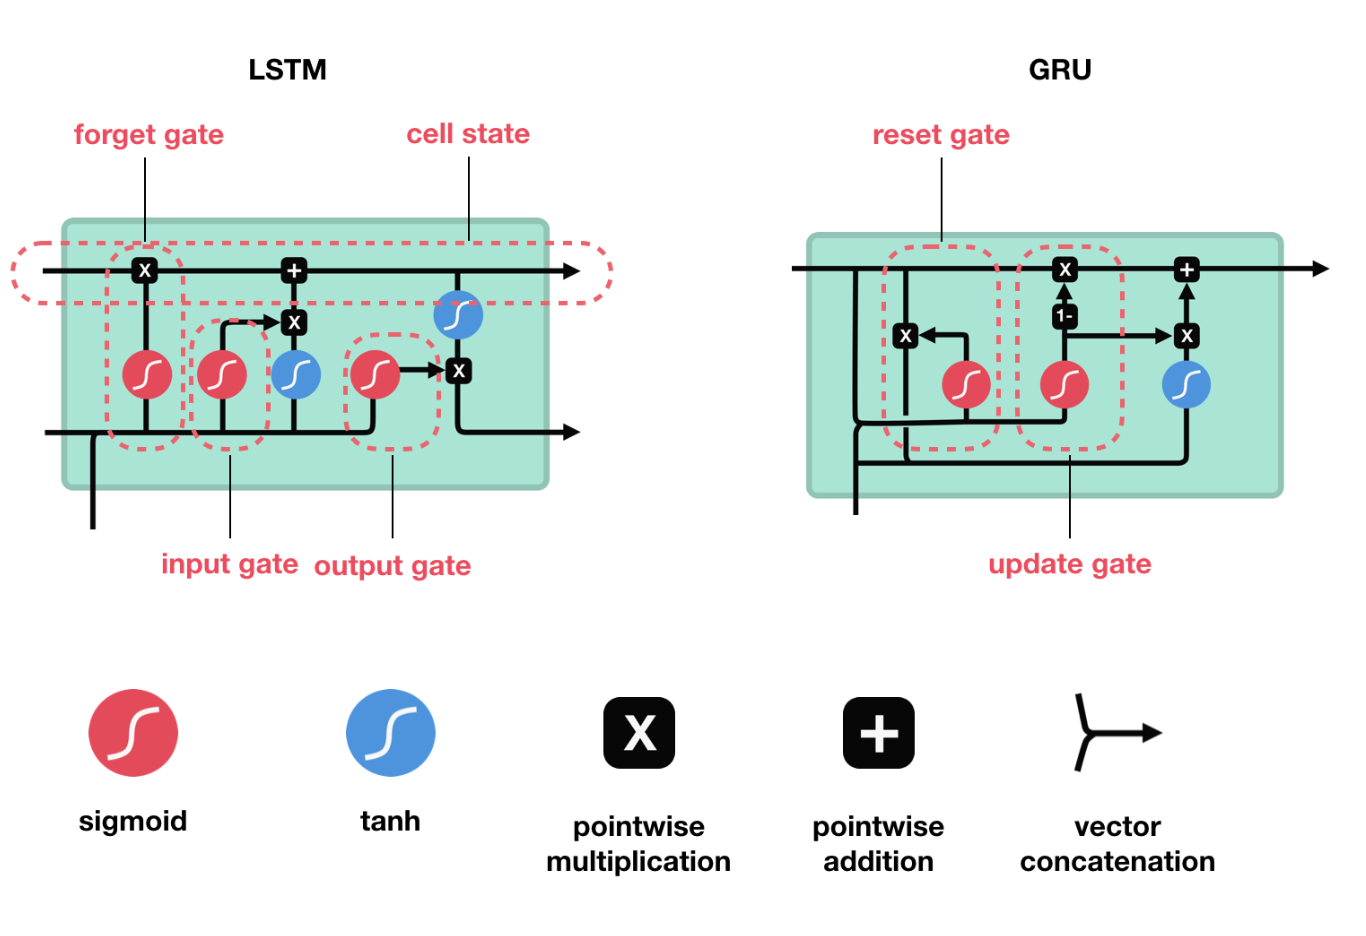 LSTM
GRU
forget gate
cell state
reset gate
X
+
X
+
X
1-
X
X
X
input gate
output gate
update gate
X
+
sigmoid
tanh
pointwise
multiplication
pointwise
addition
vector
concatenation